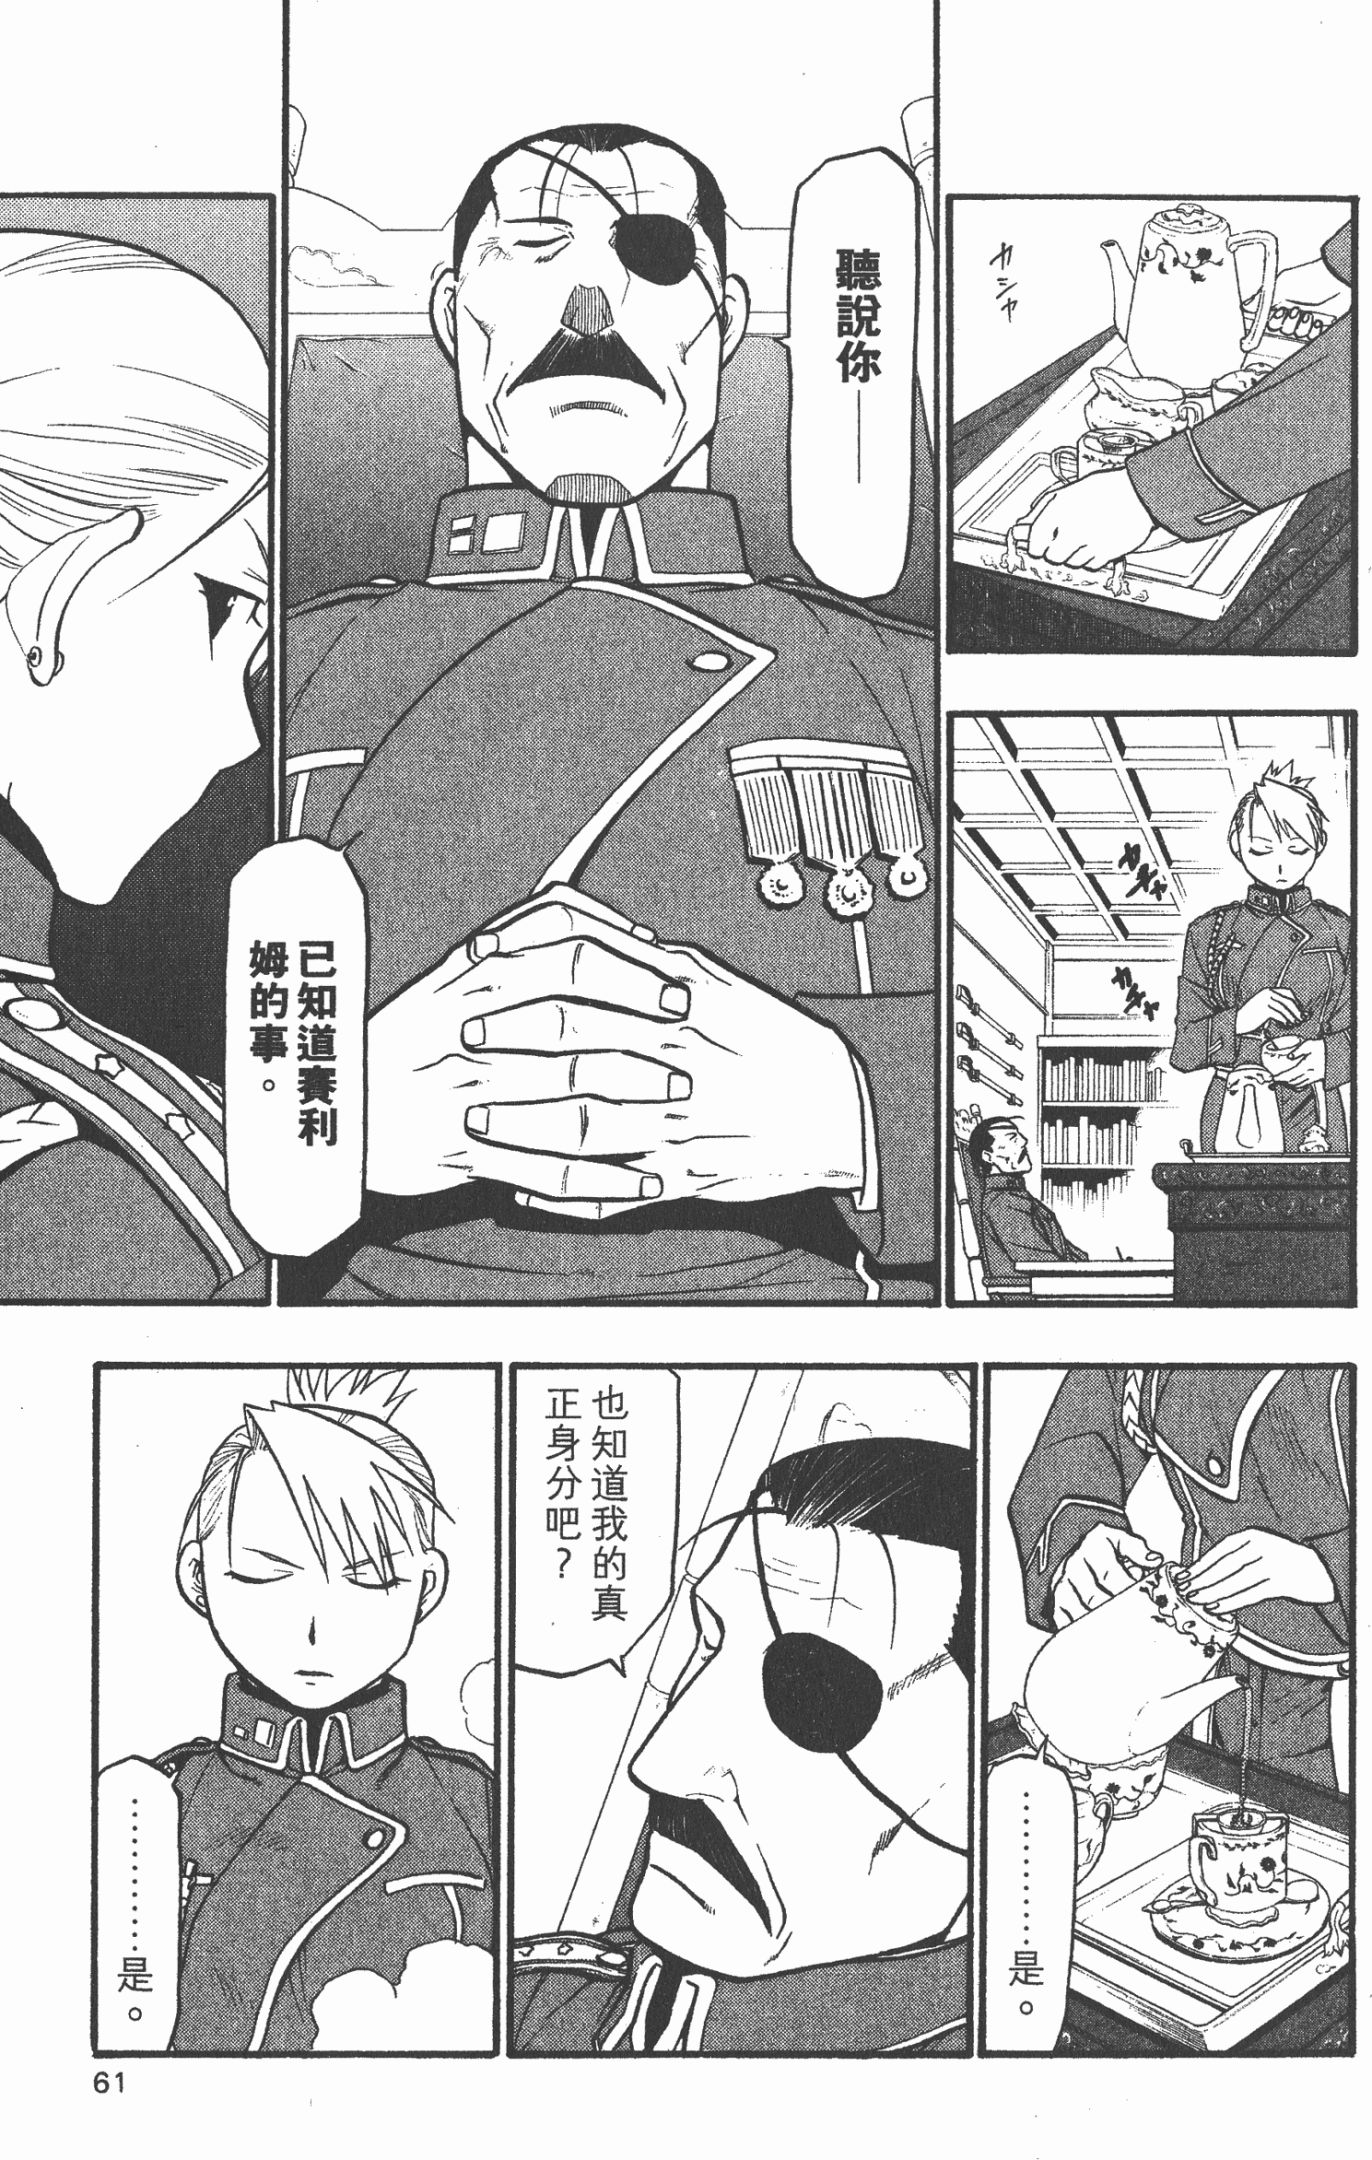 カシャ
カチャ
カチャ
聽說你——
已知道賽利
姆的事。
…………是。
也知道我的真
正身分吧？
…………是。
61